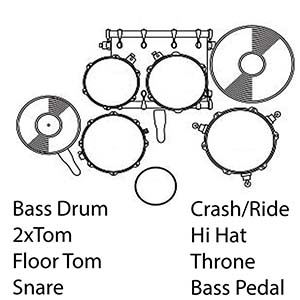 Bass Drum
2xTom
Floor Tom
Snare
Crash/Ride
Hi Hat
Throne
Bass Pedal